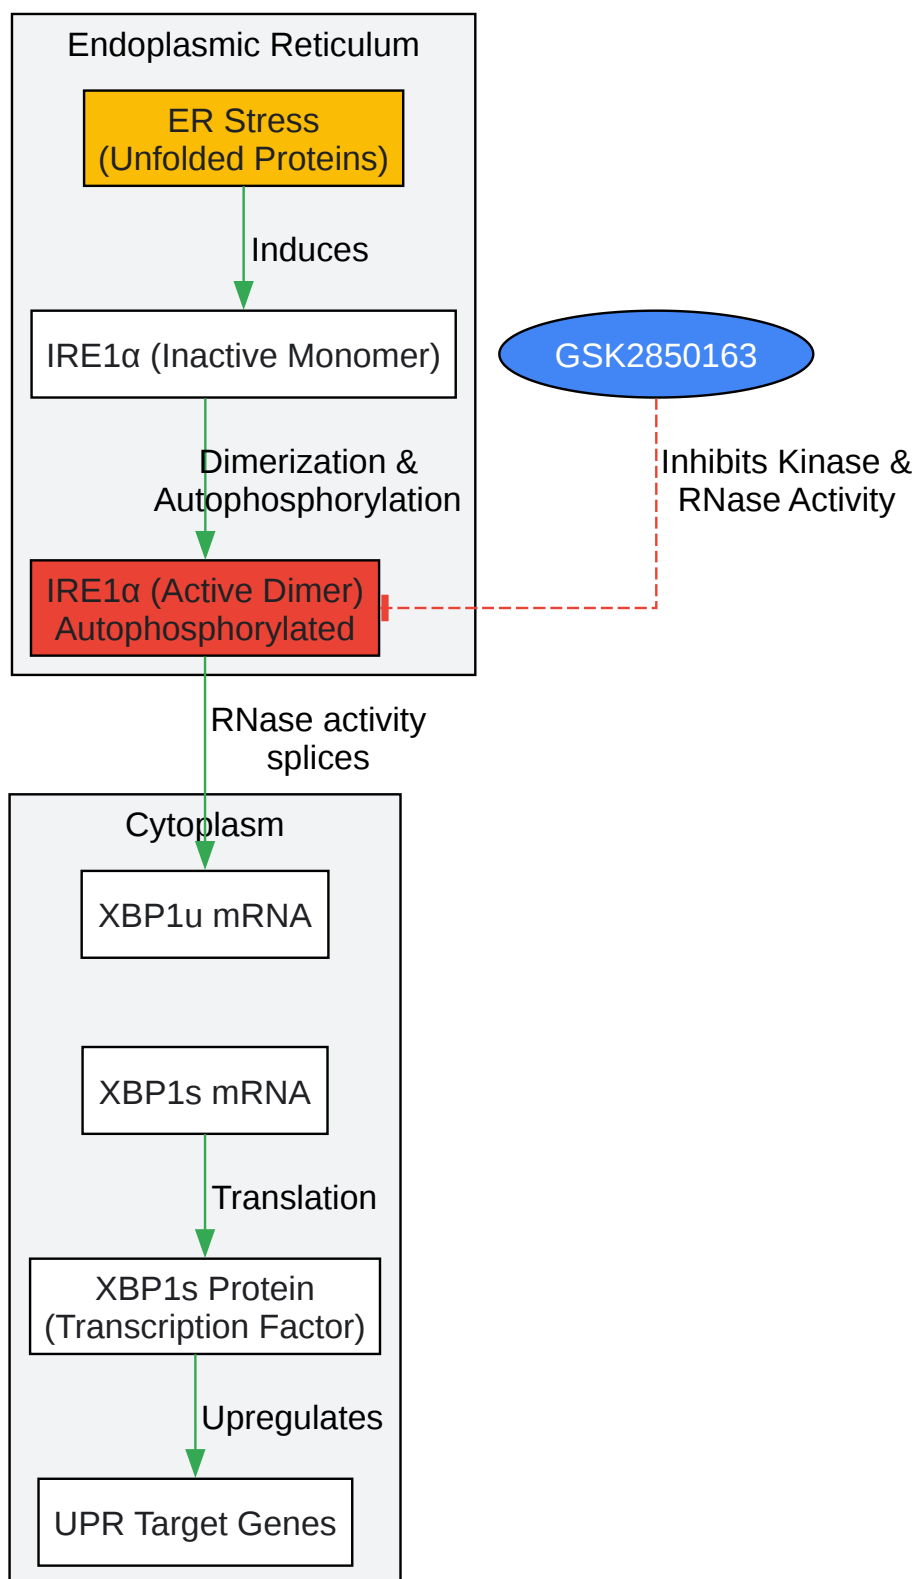 Endoplasmic Reticulum
ER Stress
(Unfolded Proteins)
Induces
IRE1α (Inactive Monomer)
GSK2850163
Dimerization &
Autophosphorylation
Inhibits Kinase &
RNase Activity
IRE1α (Active Dimer)
Autophosphorylated
RNase activity
splices
Cytoplasm
XBP1u mRNA
XBP1s mRNA
Translation
XBP1s Protein
(Transcription Factor)
Upregulates
UPR Target Genes